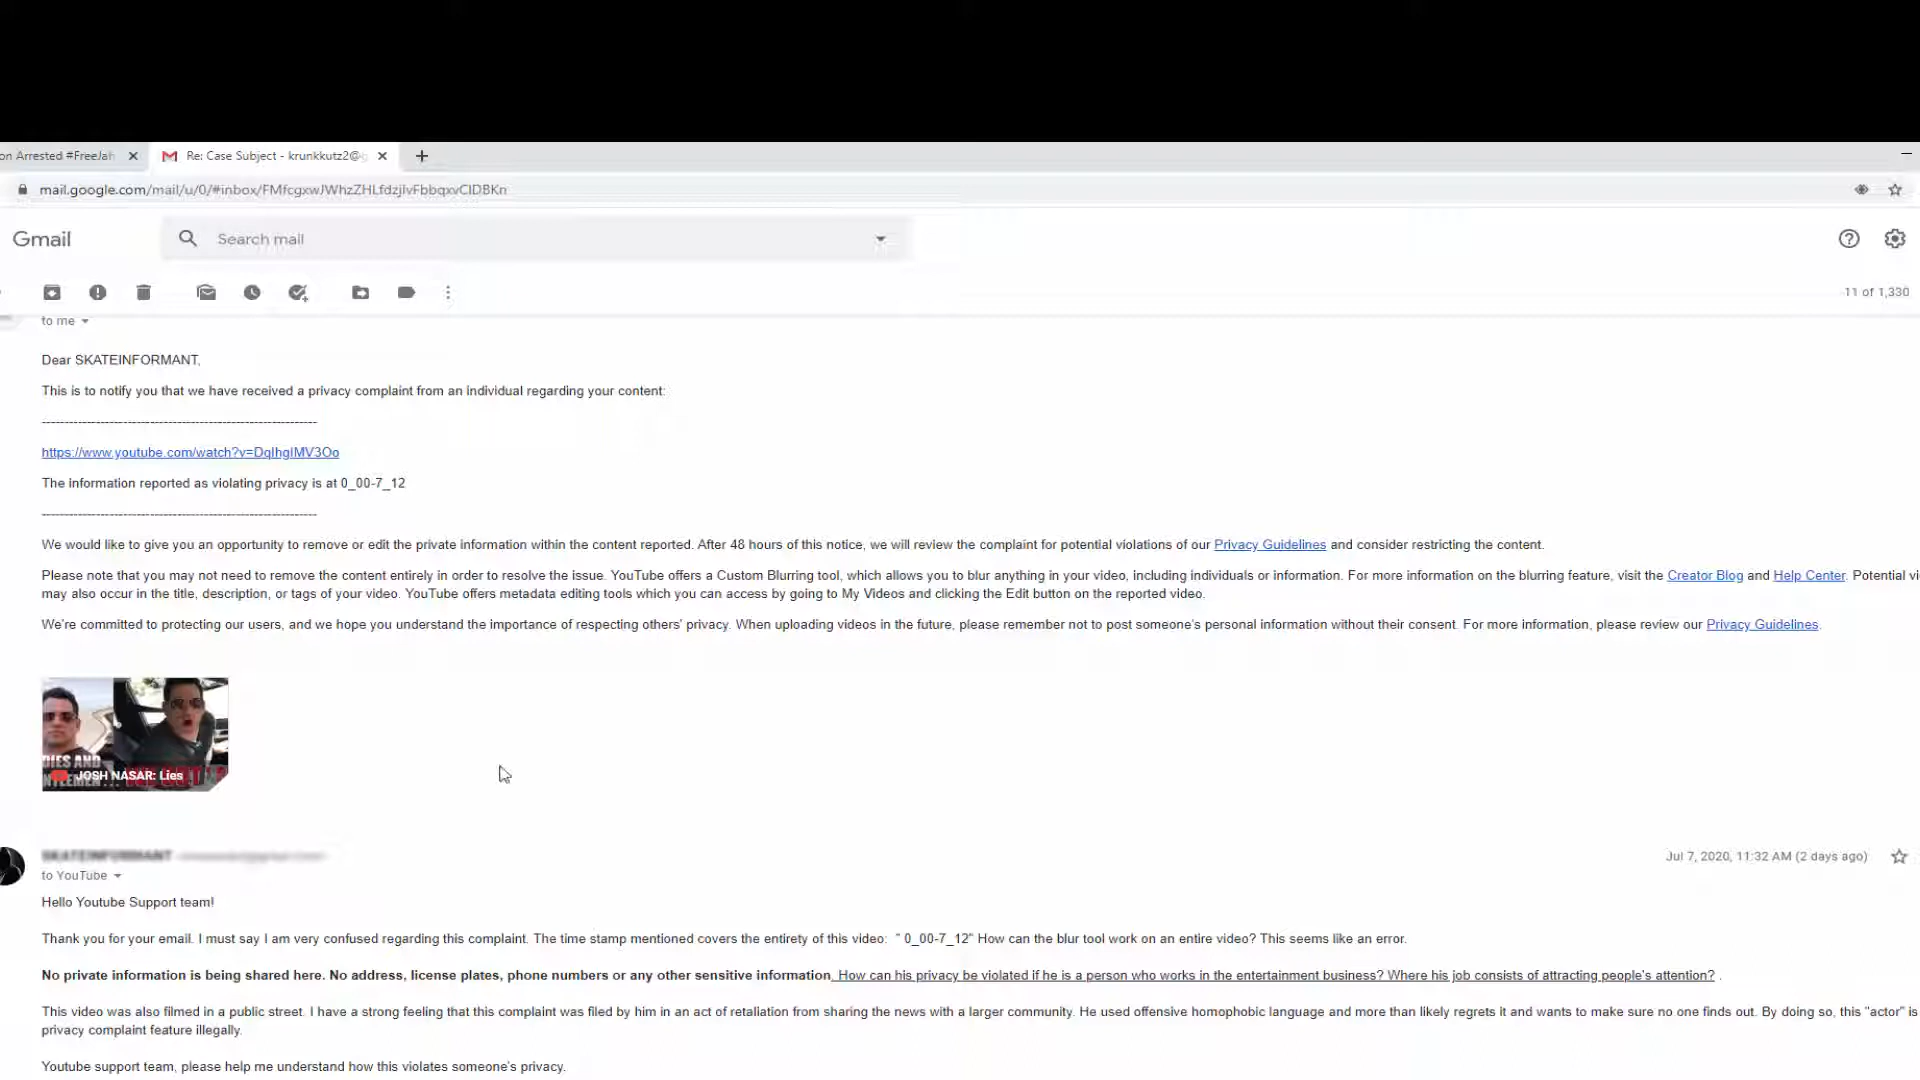 on Arrested #FreeJah
Re: Case Subject - krunkkutz2@
mail.google.com/mail/u/0/#inbox/FMfcgxwJWhzZHLfdzjlvFbbqxvClDBKn
Gmail
Search mail
11 of 1,330
to me
Dear SKATEINFORMANT,
This is to notify you that we have received a privacy complaint from an individual regarding your content:
------------------------------------------------------------
https://www.youtube.com/watch?v=DqlhglMV3Oo
The information reported as violating privacy is at 0_00-7_12
------------------------------------------------------------
We would like to give you an opportunity to remove or edit the private information within the content reported. After 48 hours of this notice, we will review the complaint for potential violations of our Privacy Guidelines and consider restricting the content.
Please note that you may not need to remove the content entirely in order to resolve the issue. YouTube offers a Custom Blurring tool, which allows you to blur anything in your video, including individuals or information. For more information on the blurring feature, visit the Creator Blog and Help Center. Potential vi
may also occur in the title, description, or tags of your video. YouTube offers metadata editing tools which you can access by going to My Videos and clicking the Edit button on the reported video.
We're committed to protecting our users, and we hope you understand the importance of respecting others' privacy. When uploading videos in the future, please remember not to post someone's personal information without their consent. For more information, please review our Privacy Guidelines.
DIES AND
JOSH NASAR: Lies
NTLEMEN...
Jul 7, 2020, 11:32 AM (2 days ago)
to YouTube
Hello Youtube Support team!
Thank you for your email. I must say I am very confused regarding this complaint. The time stamp mentioned covers the entirety of this video: " 0_00-7_12" How can the blur tool work on an entire video? This seems like an error.
No private information is being shared here. No address, license plates, phone numbers or any other sensitive information. How can his privacy be violated if he is a person who works in the entertainment business? Where his job consists of attracting people's attention? .
This video was also filmed in a public street. I have a strong feeling that this complaint was filed by him in an act of retaliation from sharing the news with a larger community. He used offensive homophobic language and more than likely regrets it and wants to make sure no one finds out. By doing so, this "actor" is
privacy complaint feature illegally.
Youtube support team, please help me understand how this violates someone's privacy.